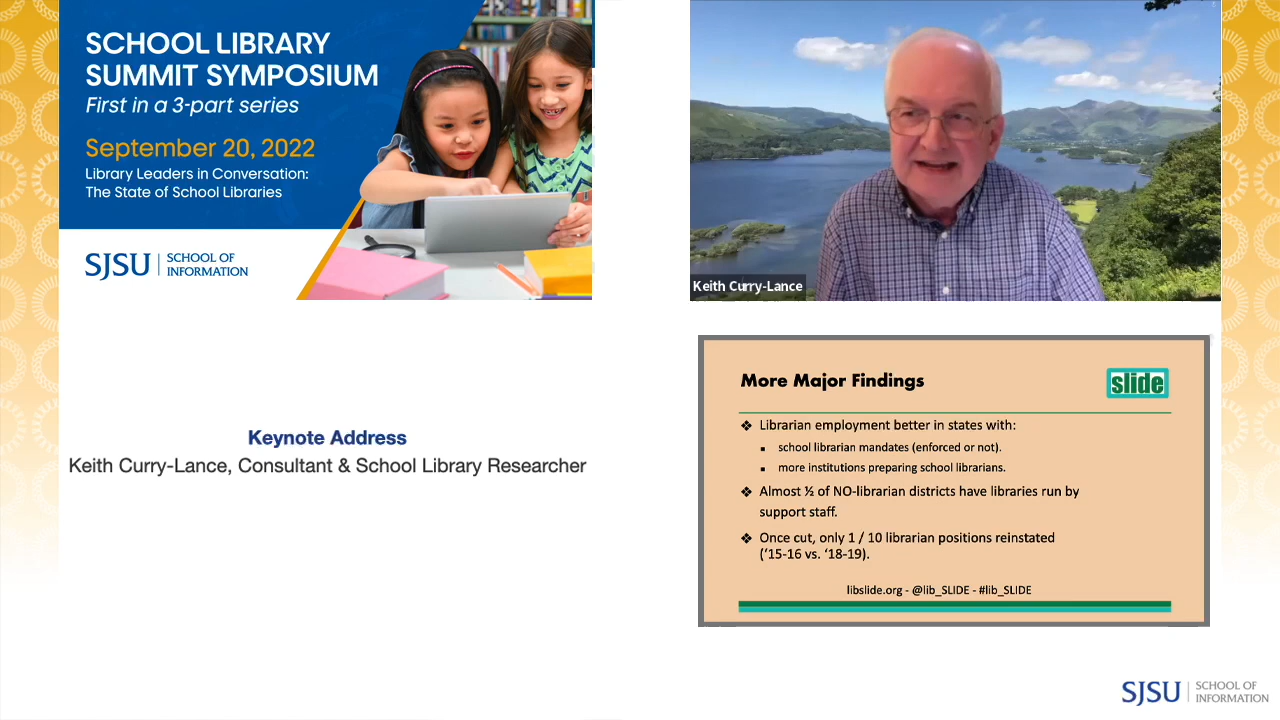 SCHOOL LIBRARY
SUMMIT SYMPOSIUM
First in a 3-part series
September 20, 2022
Library Leaders in Conversation:
The State of School Libraries
SJSU | SCHOOL OF
INFORMATION
Keith Curry-Lance
Keynote Address
Keith Curry-Lance, Consultant & School Library Researcher
More Major Findings
slide
❖ Librarian employment better in states with:
▪ school librarian mandates (enforced or not).
▪ more institutions preparing school librarians.
❖ Almost ½ of NO-librarian districts have libraries run by
support staff.
❖ Once cut, only 1 / 10 librarian positions reinstated
(‘15-16 vs. ‘18-19).
libslide.org - @lib_SLIDE - #lib_SLIDE
SJSU | SCHOOL OF
INFORMATION